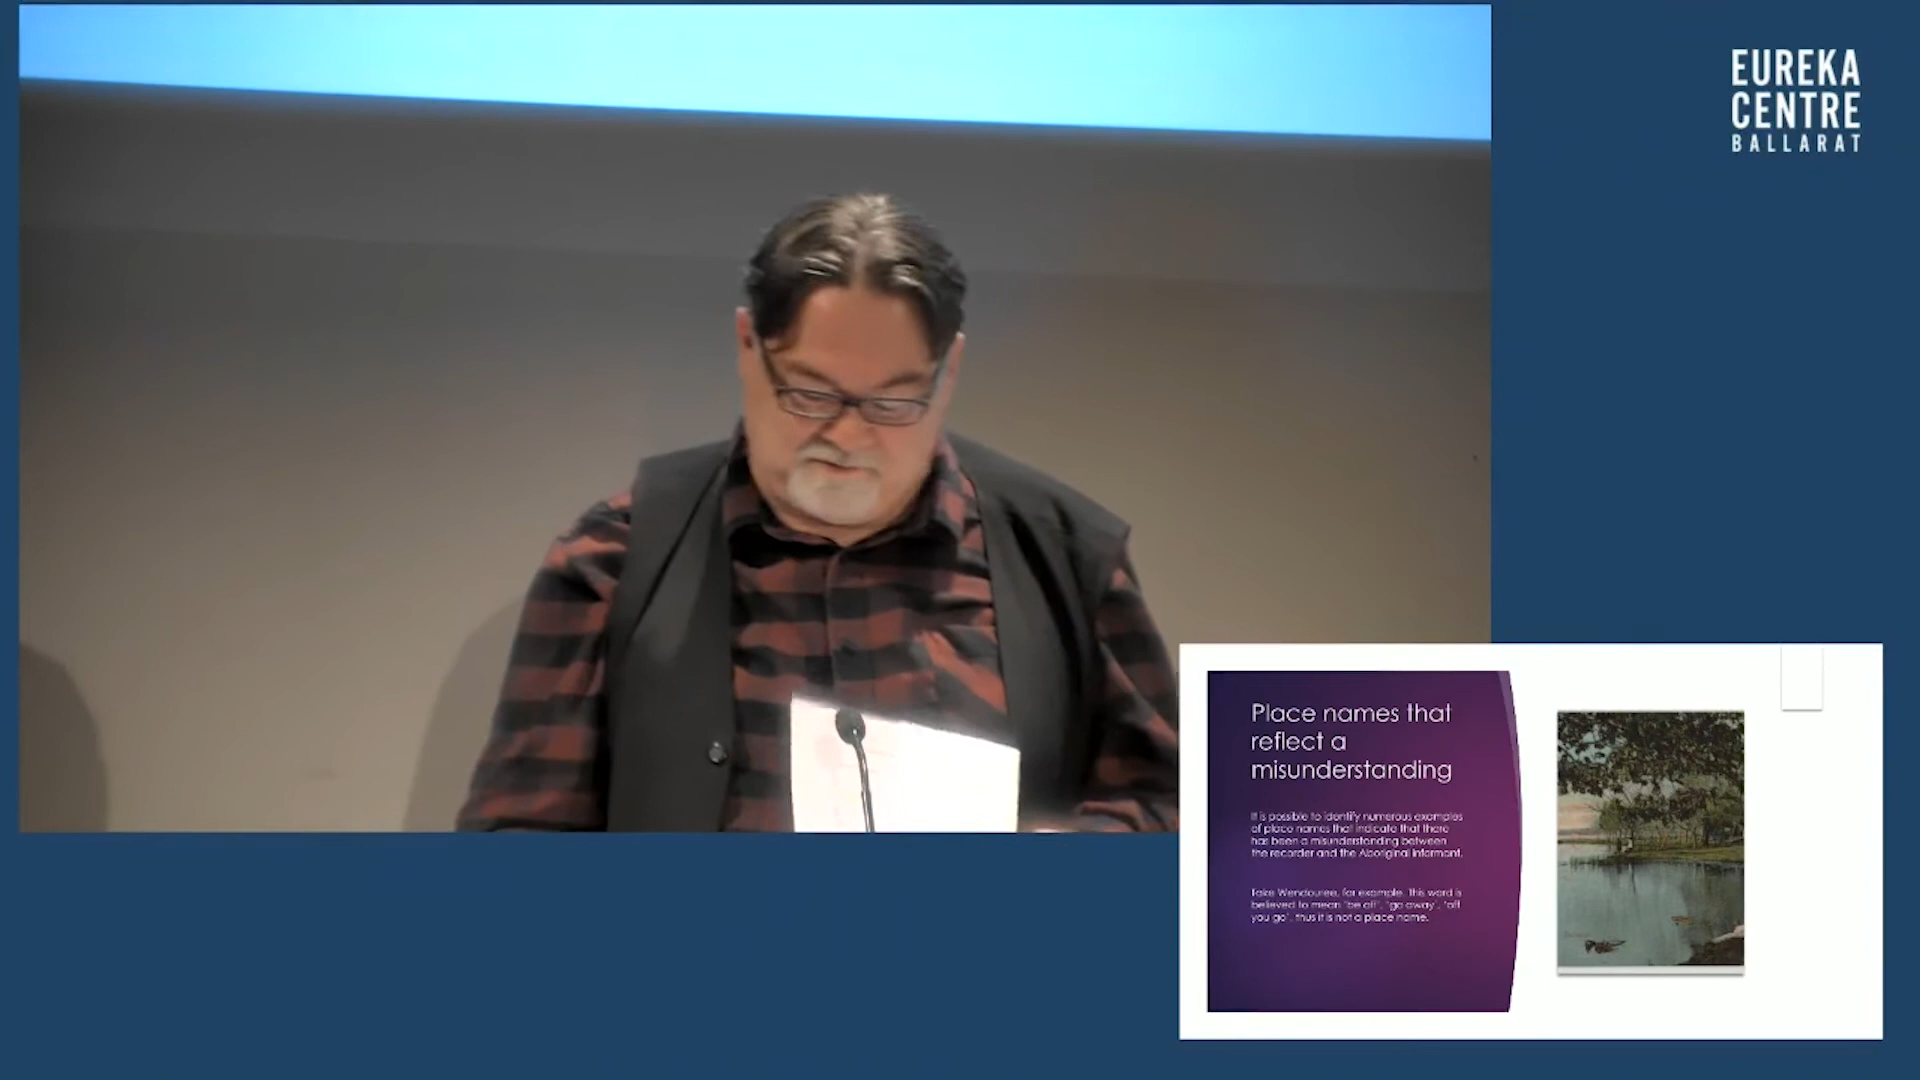 EUREKA
CENTRE
BALLARAT
Place names that
reflect a
misunderstanding
It is possible to identify numerous examples
of place names that indicate that there
has been a misunderstanding between
the recorder and the Aboriginal informant.
Take Wendouree, for example. This word is
believed to mean 'be off', 'go away', 'off
you go', thus it is not a place name.